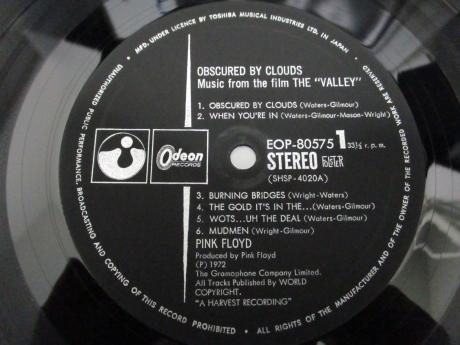 MFD. UNDER LICENCE BY TOSHIBA MUSICAL INDUSTRIES LTD. IN JAPAN.
OBSCURED BY CLOUDS
Music from the film THE "VALLEY"
1. OBSCURED BY CLOUDS (Waters-Gilmour)
2. WHEN YOU'RE IN (Waters-Gilmour-Mason-Wright)
Odeon
RECORDS
EOP-80575 1 33⅓ r. p. m.
STEREO
(SHSP-4020A)
3. BURNING BRIDGES (Wright-Waters)
4. THE GOLD IT'S IN THE...(Waters-Gilmour)
5. WOTS...UH THE DEAL (Waters-Gilmour)
6. MUDMEN (Wright-Gilmour)
PINK FLOYD
Produced by Pink Floyd
(P) 1972
The Gramophone Company Limited.
All Tracks Published By WORLD
COPYRIGHT.
"A HARVEST RECORDING"
UNAUTHORIZED PUBLIC PERFORMANCE, BROADCASTING AND COPYING OF THIS RECORD PROHIBITED • ALL RIGHTS OF THE MANUFACTURER AND OF THE OWNER OF THE RECORDED WORK ARE RESERVED